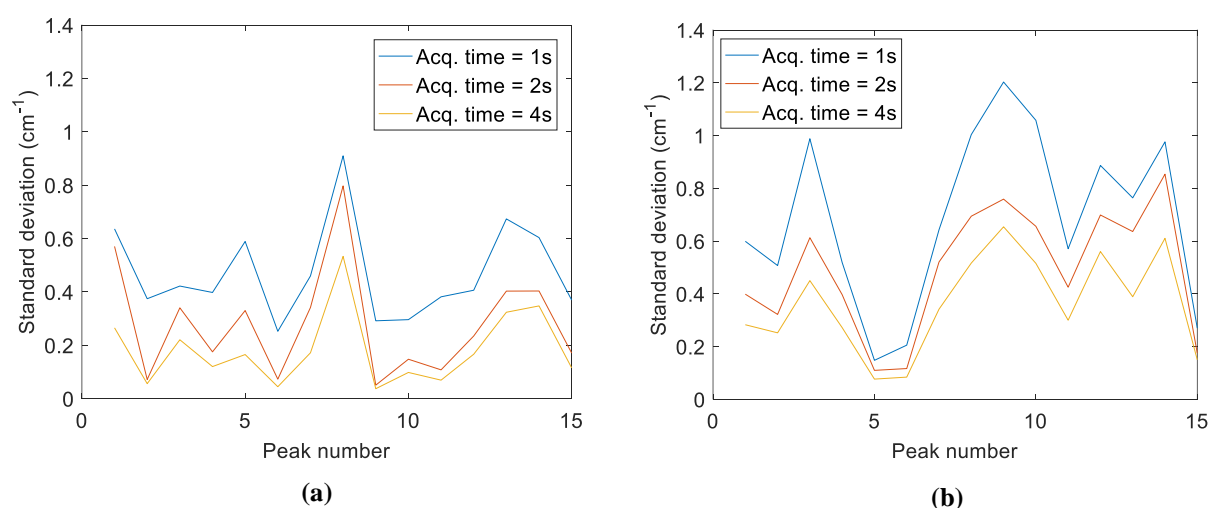 1.4
1.2
1
0.8
0.6
0.4
0.2
0
0
5
10
15
Standard deviation (cm-1)
Peak number
Acq. time = 1s
Acq. time = 2s
Acq. time = 4s
(a)
1.4
1.2
1
0.8
0.6
0.4
0.2
0
0
5
10
15
Standard deviation (cm-1)
Peak number
Acq. time = 1s
Acq. time = 2s
Acq. time = 4s
(b)